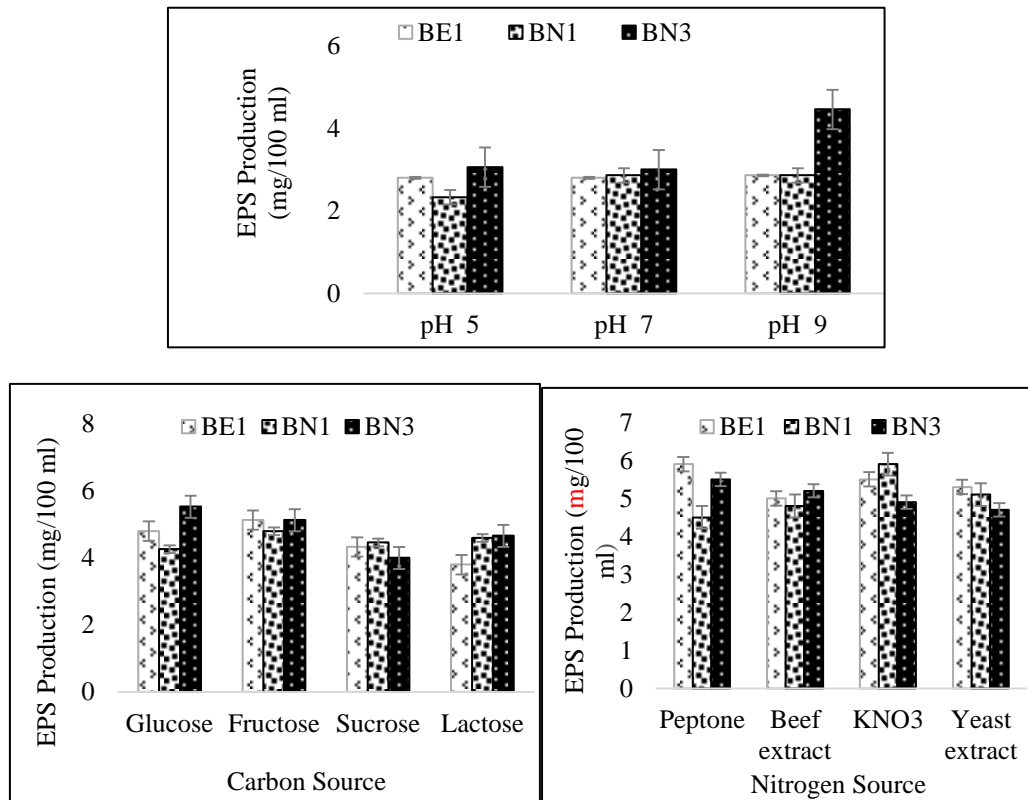 BE1 BN1 BN3
EPS Production
(mg/100 ml)
6
4
2
0
pH 5 pH 7 pH 9
BE1 BN1 BN3
EPS Production (mg/100 ml)
8
6
4
2
0
Glucose Fructose Sucrose Lactose
Carbon Source
BE1 BN1 BN3
EPS Production (mg/100
ml)
7
6
5
4
3
2
1
0
Peptone Beef KNO3 Yeast
extract extract
Nitrogen Source